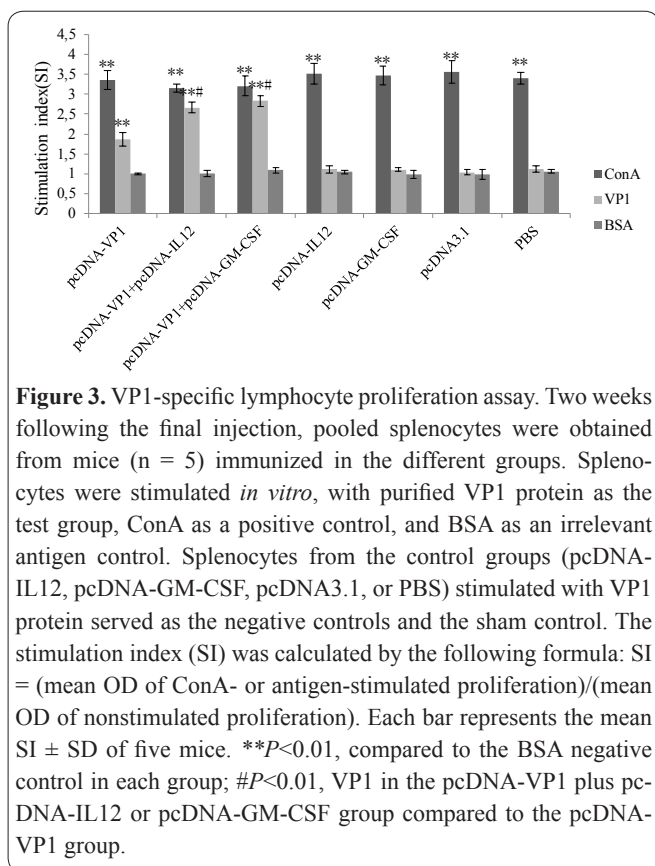 4,5
4
3,5
3
2,5
2
1,5
1
0,5
0
Stimulation index(SI)
**
**
**
**#
**
**#
**
**
**
**
ConA
VP1
BSA
pcDNA-VP1
pcDNA-VP1+pcDNA-IL12
pcDNA-VP1+pcDNA-GM-CSF
pcDNA-IL12
pcDNA-GM-CSF
pcDNA3.1
PBS
Figure 3. VP1-specific lymphocyte proliferation assay. Two weeks
following the final injection, pooled splenocytes were obtained
from mice (n = 5) immunized in the different groups. Spleno-
cytes were stimulated in vitro, with purified VP1 protein as the
test group, ConA as a positive control, and BSA as an irrelevant
antigen control. Splenocytes from the control groups (pcDNA-
IL12, pcDNA-GM-CSF, pcDNA3.1, or PBS) stimulated with VP1
protein served as the negative controls and the sham control. The
stimulation index (SI) was calculated by the following formula: SI
= (mean OD of ConA- or antigen-stimulated proliferation)/(mean
OD of nonstimulated proliferation). Each bar represents the mean
SI ± SD of five mice. **P<0.01, compared to the BSA negative
control in each group; #P<0.01, VP1 in the pcDNA-VP1 plus pc-
DNA-IL12 or pcDNA-GM-CSF group compared to the pcDNA-
VP1 group.